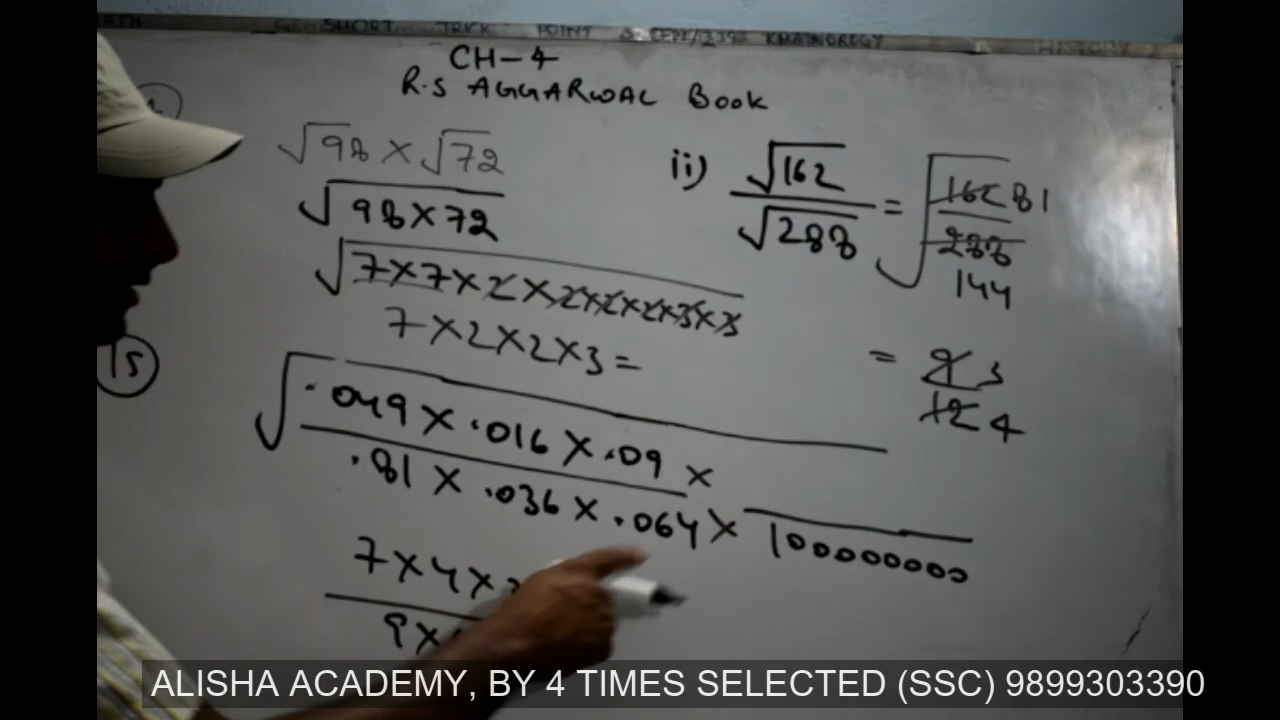 CH-4
R.S AGGARWAL Book
√98 × √72
√98×72
√7×7×2×2×2×2×3×3
7×2×2×3=
ii) √162 / √288 = √162 81 / 288 144
= 9 3 / 12 4
15
√.049 × .016 × .09 ×
.81 × .036 × .064 × 100000000
7×4×
9×
ALISHA ACADEMY, BY 4 TIMES SELECTED (SSC) 9899303390